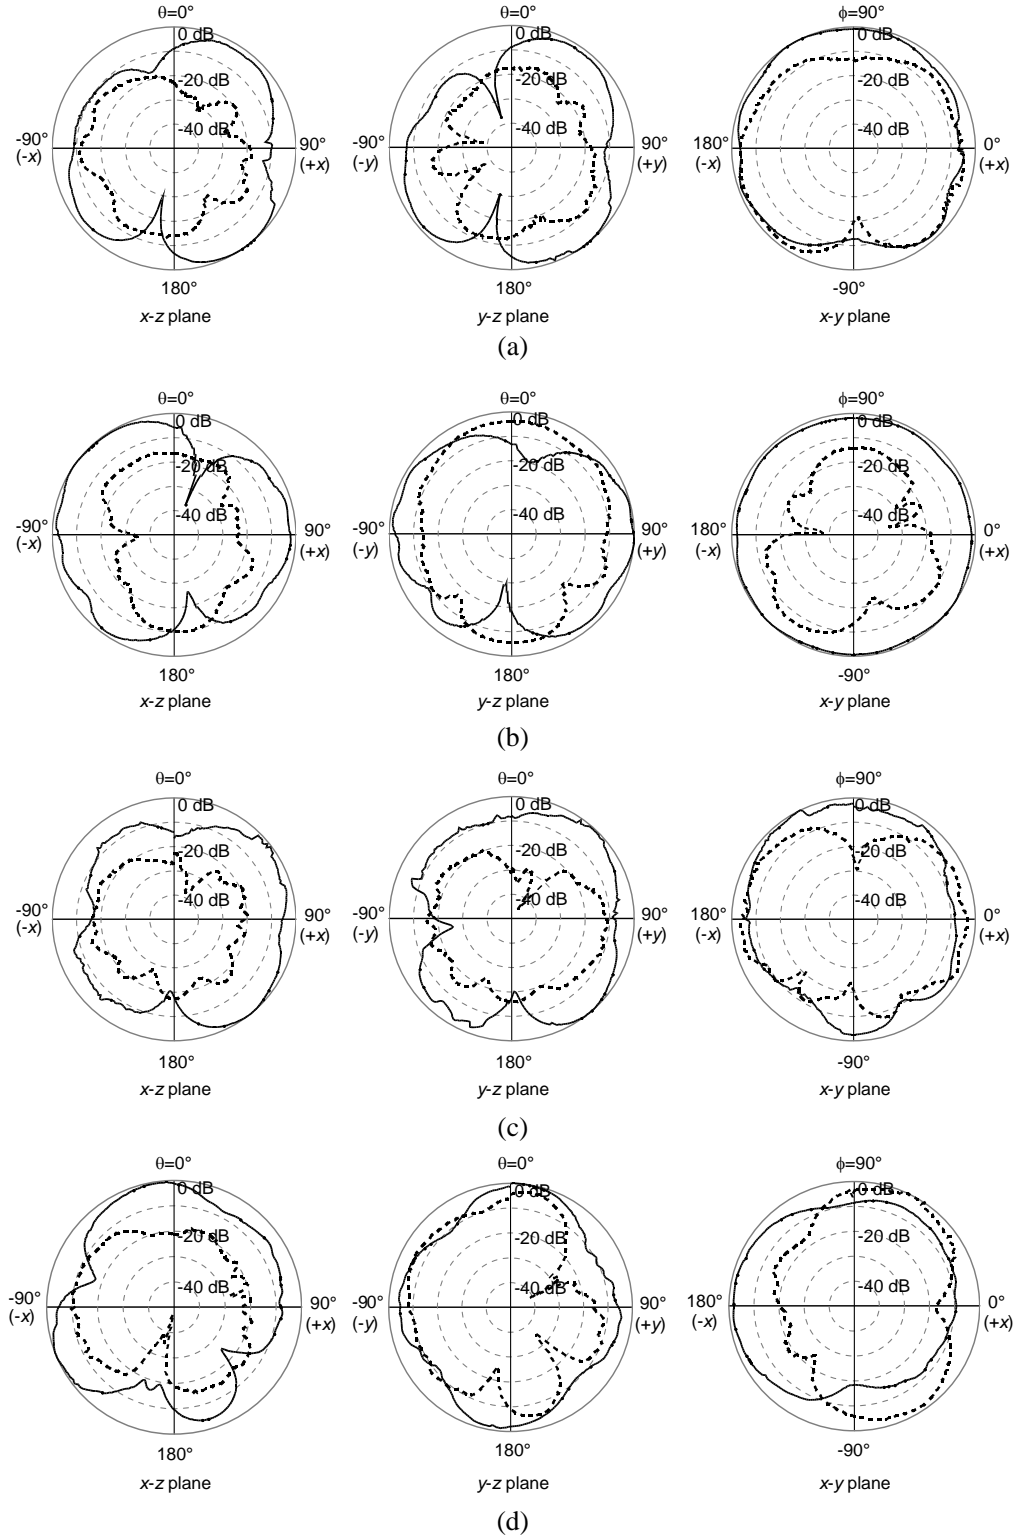 θ=0° θ=0° ϕ=90°
0 dB 0 dB 0 dB
-20 dB -20 dB -20 dB
-40 dB -40 dB -40 dB
-90° 90° -90° 90° 180° 0°
(-x) (+x) (-y) (+y) (-x) (+x)
180° 180° -90°
x-z plane y-z plane x-y plane
(a)
θ=0° θ=0° ϕ=90°
0 dB 0 dB 0 dB
-20 dB -20 dB -20 dB
-40 dB -40 dB -40 dB
-90° 90° -90° 90° 180° 0°
(-x) (+x) (-y) (+y) (-x) (+x)
180° 180° -90°
x-z plane y-z plane x-y plane
(b)
θ=0° θ=0° ϕ=90°
0 dB 0 dB 0 dB
-20 dB -20 dB -20 dB
-40 dB -40 dB -40 dB
-90° 90° -90° 90° 180° 0°
(-x) (+x) (-y) (+y) (-x) (+x)
180° 180° -90°
x-z plane y-z plane x-y plane
(c)
θ=0° θ=0° ϕ=90°
0 dB 0 dB 0 dB
-20 dB -20 dB -20 dB
-40 dB -40 dB -40 dB
-90° 90° -90° 90° 180° 0°
(-x) (+x) (-y) (+y) (-x) (+x)
180° 180° -90°
x-z plane y-z plane x-y plane
(d)